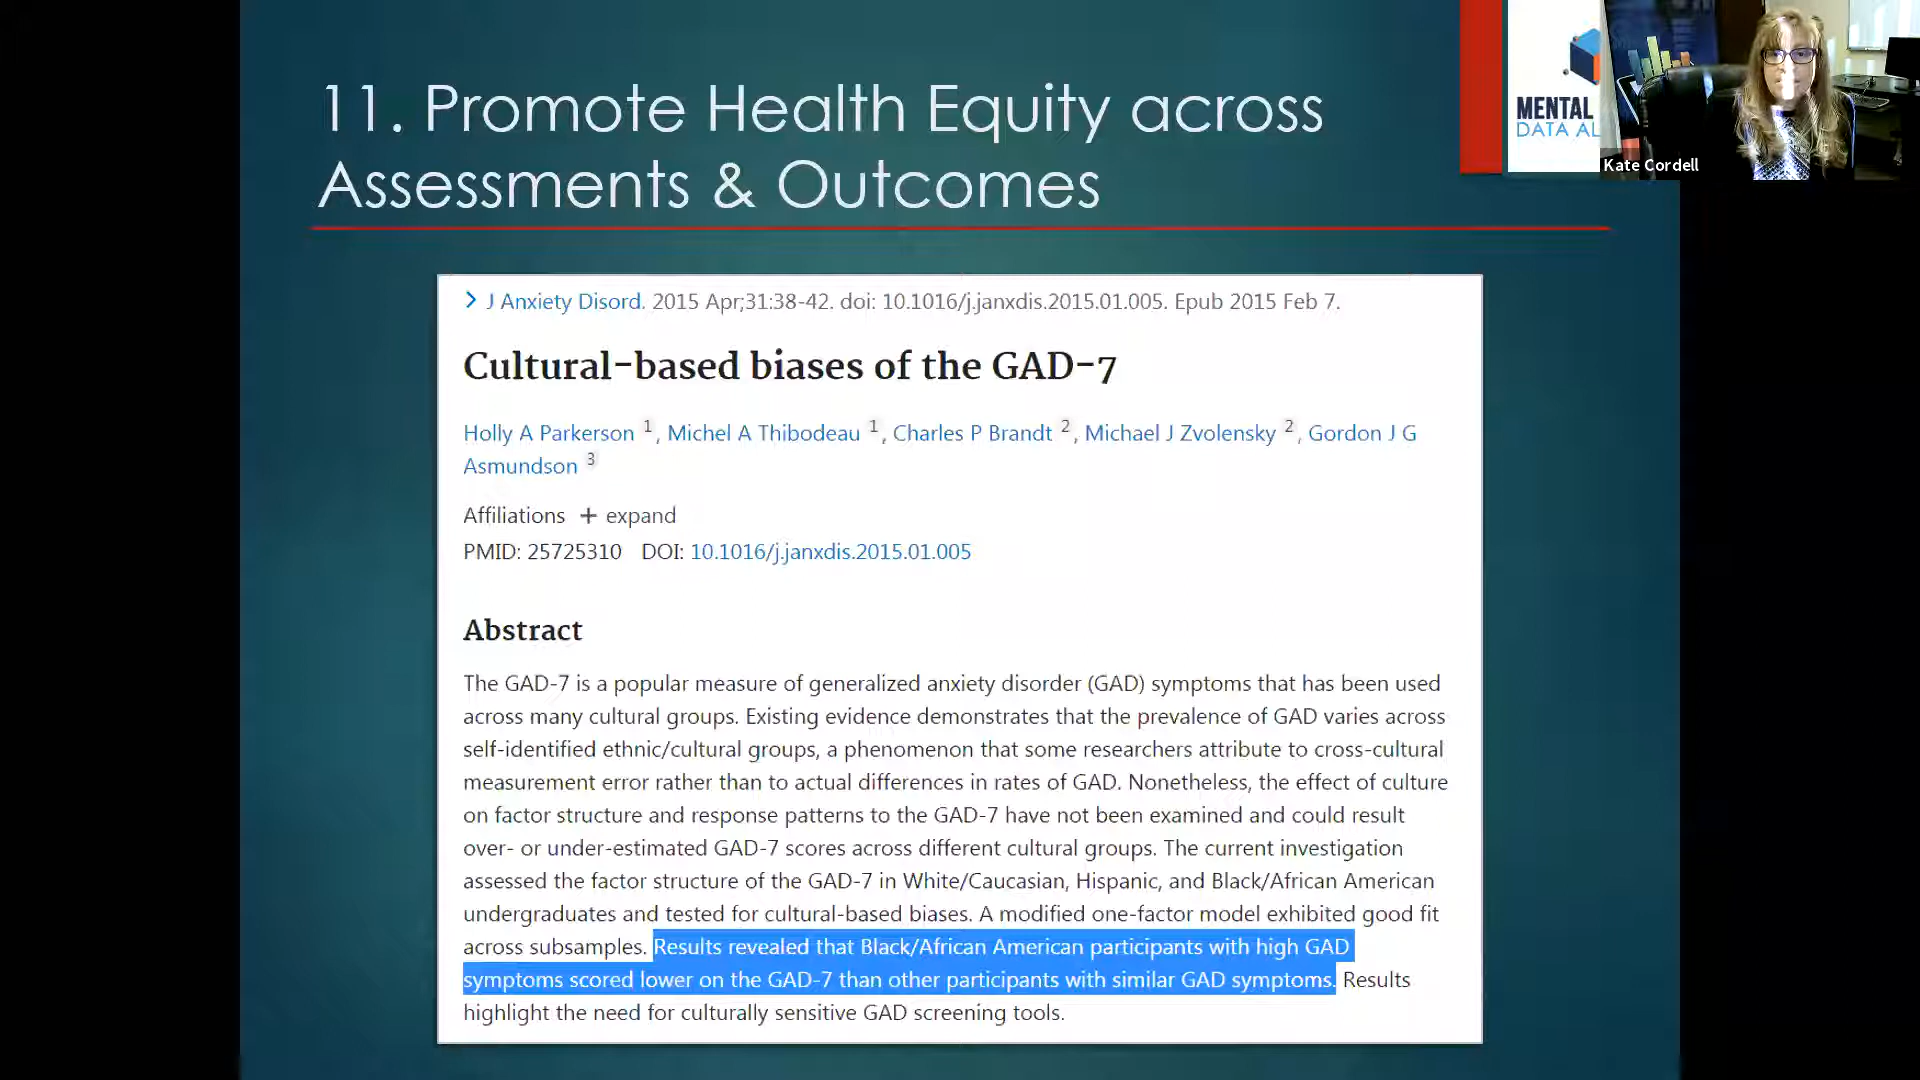 11. Promote Health Equity across
Assessments & Outcomes
MENTAL
DATA AL
Kate Cordell
J Anxiety Disord. 2015 Apr;31:38-42. doi: 10.1016/j.janxdis.2015.01.005. Epub 2015 Feb 7.
Cultural-based biases of the GAD-7
Holly A Parkerson 1, Michel A Thibodeau 1, Charles P Brandt 2, Michael J Zvolensky 2, Gordon J G
Asmundson 3
Affiliations + expand
PMID: 25725310 DOI: 10.1016/j.janxdis.2015.01.005
Abstract
The GAD-7 is a popular measure of generalized anxiety disorder (GAD) symptoms that has been used
across many cultural groups. Existing evidence demonstrates that the prevalence of GAD varies across
self-identified ethnic/cultural groups, a phenomenon that some researchers attribute to cross-cultural
measurement error rather than to actual differences in rates of GAD. Nonetheless, the effect of culture
on factor structure and response patterns to the GAD-7 have not been examined and could result
over- or under-estimated GAD-7 scores across different cultural groups. The current investigation
assessed the factor structure of the GAD-7 in White/Caucasian, Hispanic, and Black/African American
undergraduates and tested for cultural-based biases. A modified one-factor model exhibited good fit
across subsamples. Results revealed that Black/African American participants with high GAD
symptoms scored lower on the GAD-7 than other participants with similar GAD symptoms. Results
highlight the need for culturally sensitive GAD screening tools.